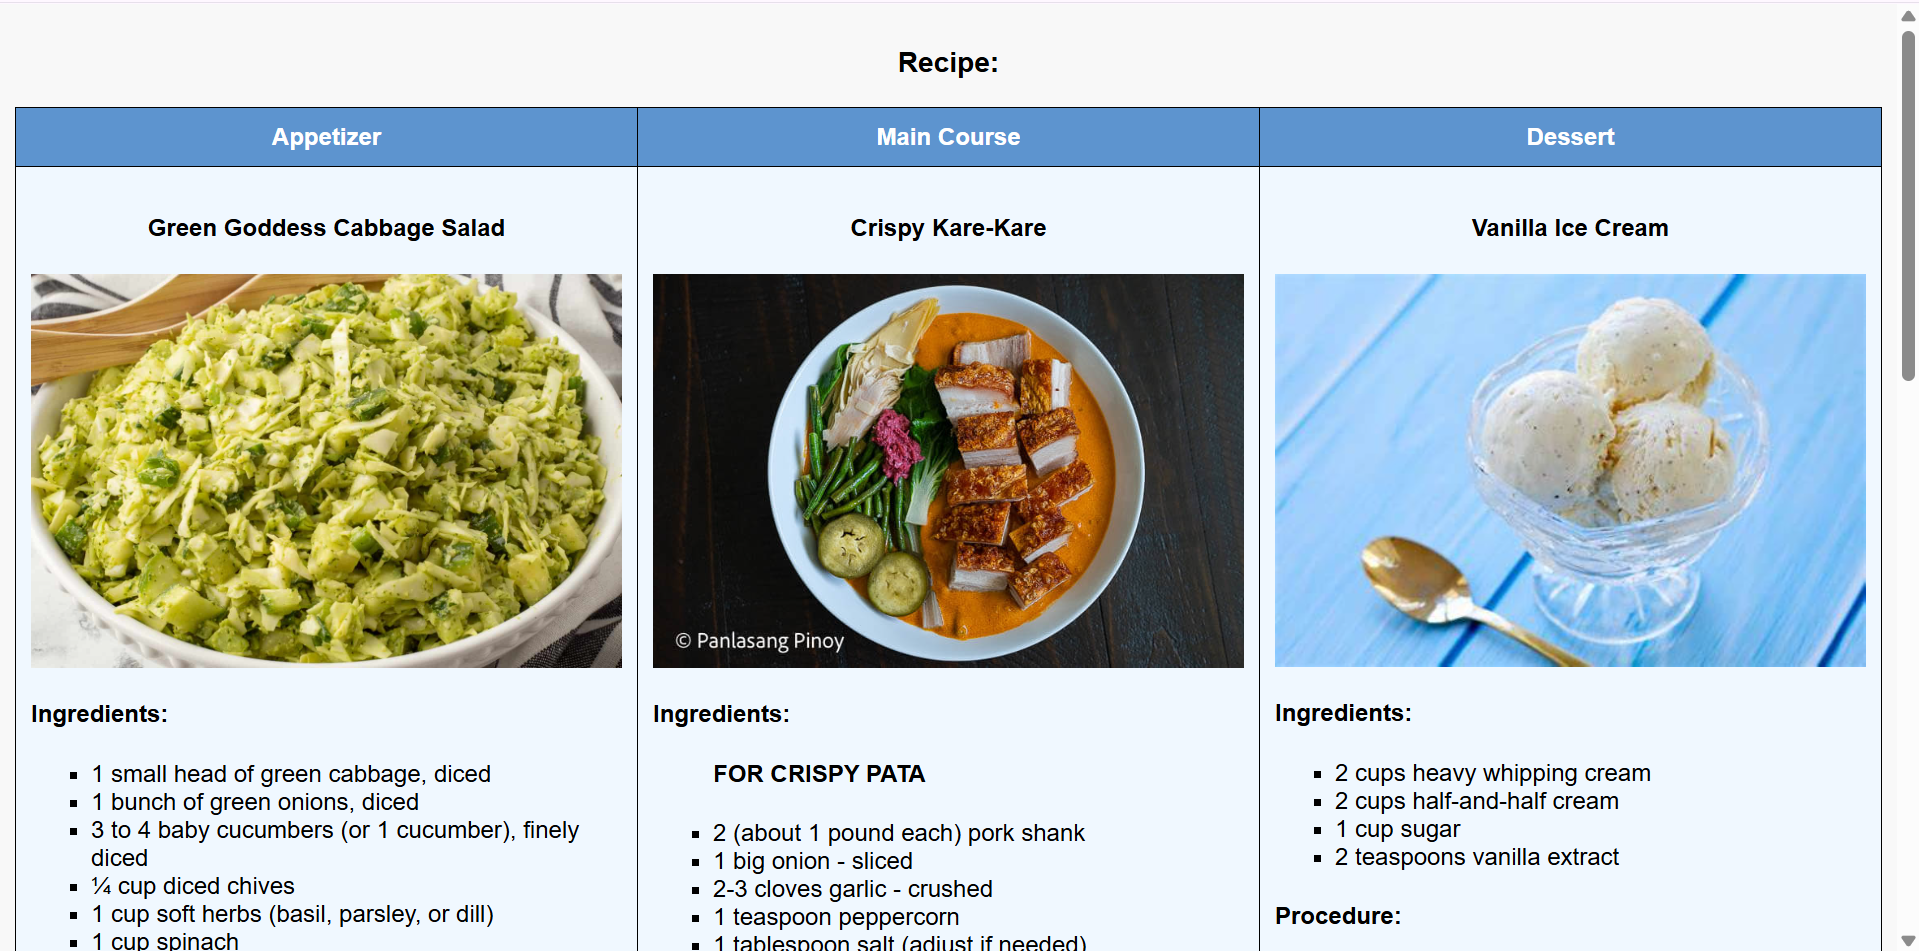 Recipe:
Appetizer
Main Course
Dessert
Green Goddess Cabbage Salad
Crispy Kare-Kare
Vanilla Ice Cream
© Panlasang Pinoy
Ingredients:
1 small head of green cabbage, diced
1 bunch of green onions, diced
3 to 4 baby cucumbers (or 1 cucumber), finely
diced
¼ cup diced chives
1 cup soft herbs (basil, parsley, or dill)
1 cup spinach
Ingredients:
FOR CRISPY PATA
2 (about 1 pound each) pork shank
1 big onion - sliced
2-3 cloves garlic - crushed
1 teaspoon peppercorn
1 tablespoon salt (adjust if needed)
Ingredients:
2 cups heavy whipping cream
2 cups half-and-half cream
1 cup sugar
2 teaspoons vanilla extract
Procedure: